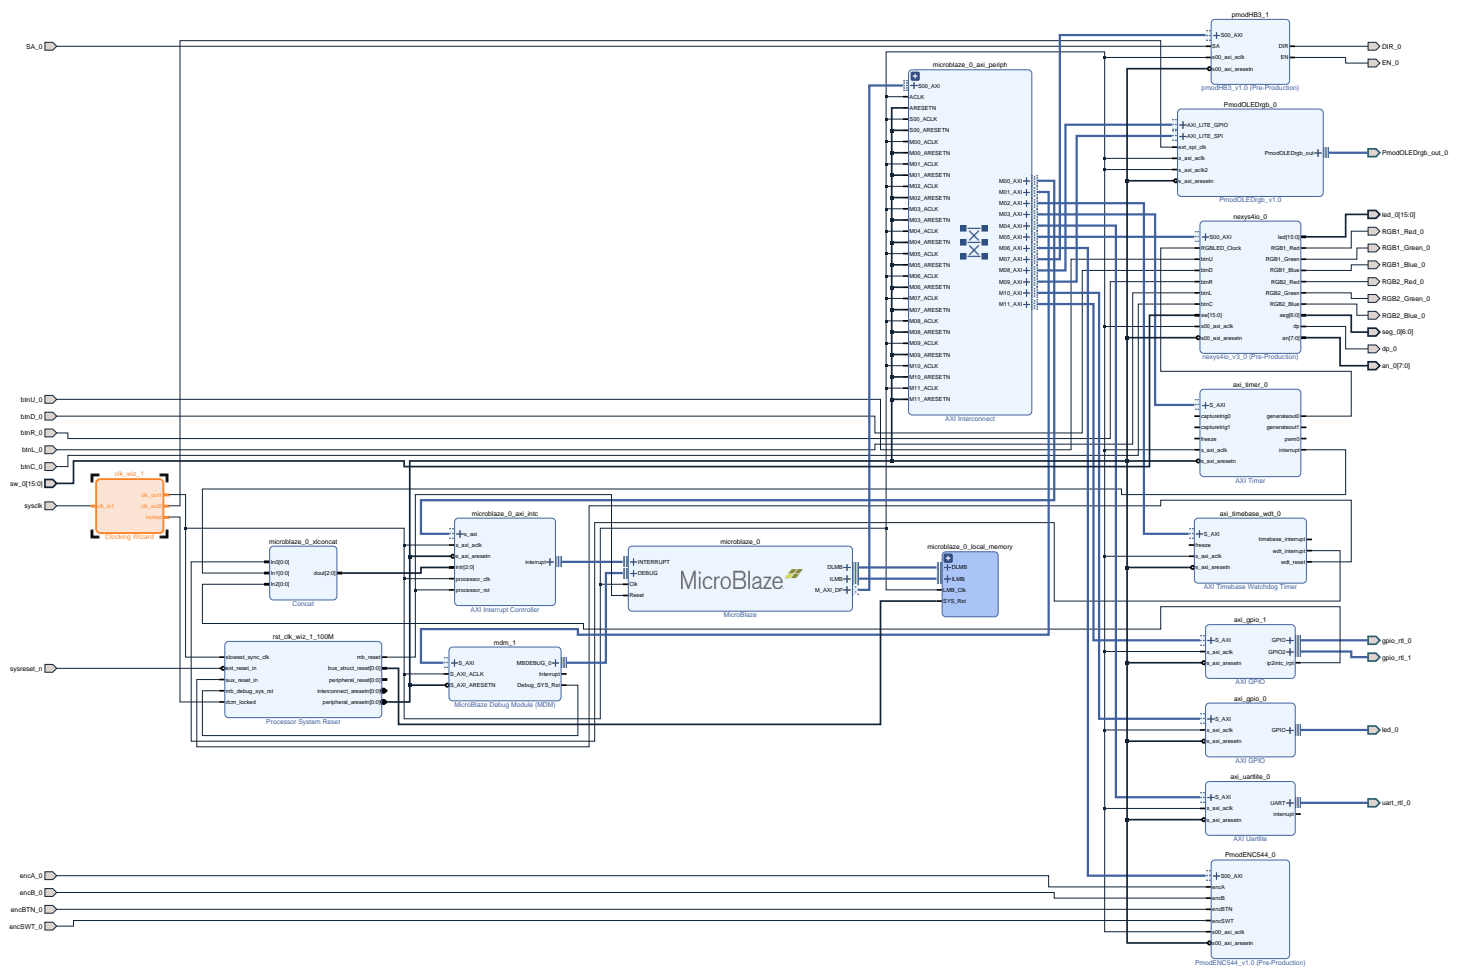 SA_0
btnU_0
btnD_0
btnR_0
btnL_0
btnC_0
sw_0[15:0]
sysclk
sysreset_n
encA_0
encB_0
encBTN_0
encSWT_0
clk_wiz_1
clk_in1
clk_out1
clk_out2
locked
Clocking Wizard
microblaze_0_xlconcat
In0[0:0]
In1[0:0]
In2[0:0]
dout[2:0]
Concat
rst_clk_wiz_1_100M
slowest_sync_clk
ext_reset_in
aux_reset_in
mb_debug_sys_rst
dcm_locked
mb_reset
bus_struct_reset[0:0]
peripheral_reset[0:0]
interconnect_aresetn[0:0]
peripheral_aresetn[0:0]
Processor System Reset
microblaze_0_axi_intc
s_axi
s_axi_aclk
s_axi_aresetn
intr[2:0]
processor_clk
processor_rst
interrupt
AXI Interrupt Controller
mdm_1
S_AXI
S_AXI_ACLK
S_AXI_ARESETN
MBDEBUG_0
Interrupt
Debug_SYS_Rst
MicroBlaze Debug Module (MDM)
microblaze_0
INTERRUPT
DEBUG
Clk
Reset
MicroBlaze
DLMB
ILMB
M_AXI_DP
MicroBlaze
microblaze_0_local_memory
DLMB
ILMB
LMB_Clk
SYS_Rst
microblaze_0_axi_periph
S00_AXI
ACLK
ARESETN
S00_ACLK
S00_ARESETN
M00_ACLK
M00_ARESETN
M01_ACLK
M01_ARESETN
M02_ACLK
M02_ARESETN
M03_ACLK
M03_ARESETN
M04_ACLK
M04_ARESETN
M05_ACLK
M05_ARESETN
M06_ACLK
M06_ARESETN
M07_ACLK
M07_ARESETN
M08_ACLK
M08_ARESETN
M09_ACLK
M09_ARESETN
M10_ACLK
M10_ARESETN
M11_ACLK
M11_ARESETN
M00_AXI
M01_AXI
M02_AXI
M03_AXI
M04_AXI
M05_AXI
M06_AXI
M07_AXI
M08_AXI
M09_AXI
M10_AXI
M11_AXI
AXI Interconnect
pmodHB3_1
S00_AXI
SA
s00_axi_aclk
s00_axi_aresetn
DIR
EN
pmodHB3_v1.0 (Pre-Production)
DIR_0
EN_0
PmodOLEDrgb_0
AXI_LITE_GPIO
AXI_LITE_SPI
ext_spi_clk
s_axi_aclk
s_axi_aclk2
s_axi_aresetn
PmodOLEDrgb_out
PmodOLEDrgb_v1.0
PmodOLEDrgb_out_0
nexys4io_0
S00_AXI
RGBLED_Clock
btnU
btnD
btnR
btnL
btnC
sw[15:0]
s00_axi_aclk
s00_axi_aresetn
led[15:0]
RGB1_Red
RGB1_Green
RGB1_Blue
RGB2_Red
RGB2_Green
RGB2_Blue
seg[6:0]
dp
an[7:0]
nexys4io_v3_0 (Pre-Production)
led_0[15:0]
RGB1_Red_0
RGB1_Green_0
RGB1_Blue_0
RGB2_Red_0
RGB2_Green_0
RGB2_Blue_0
seg_0[6:0]
dp_0
an_0[7:0]
axi_timer_0
S_AXI
capturetrig0
capturetrig1
freeze
s_axi_aclk
s_axi_aresetn
generateout0
generateout1
pwm0
interrupt
AXI Timer
axi_timebase_wdt_0
S_AXI
freeze
s_axi_aclk
s_axi_aresetn
timebase_interrupt
wdt_interrupt
wdt_reset
AXI Timebase Watchdog Timer
axi_gpio_1
S_AXI
s_axi_aclk
s_axi_aresetn
GPIO
GPIO2
ip2intc_irpt
AXI GPIO
gpio_rtl_0
gpio_rtl_1
axi_gpio_0
S_AXI
s_axi_aclk
s_axi_aresetn
GPIO
AXI GPIO
led_0
axi_uartlite_0
S_AXI
s_axi_aclk
s_axi_aresetn
UART
interrupt
AXI Uartlite
uart_rtl_0
PmodENC544_0
S00_AXI
encA
encB
encBTN
encSWT
s00_axi_aclk
s00_axi_aresetn
PmodENC544_v1.0 (Pre-Production)